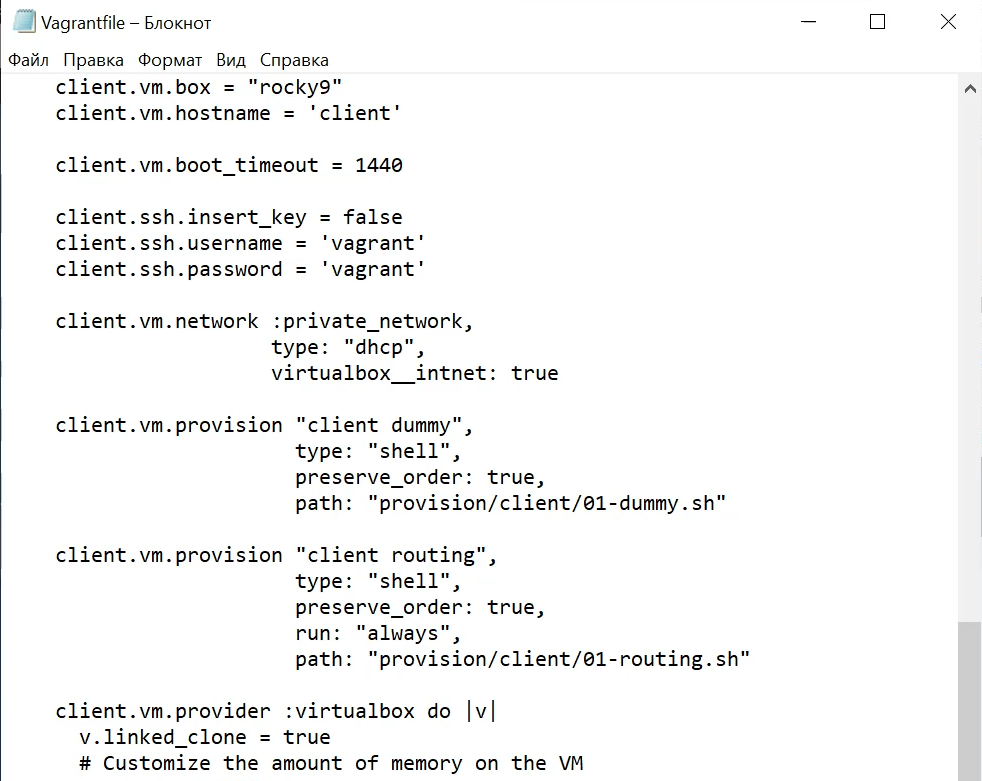 Vagrantfile – Блокнот
Файл Правка Формат Вид Справка
client.vm.box = "rocky9"
client.vm.hostname = 'client'
client.vm.boot_timeout = 1440
client.ssh.insert_key = false
client.ssh.username = 'vagrant'
client.ssh.password = 'vagrant'
client.vm.network :private_network,
type: "dhcp",
virtualbox__intnet: true
client.vm.provision "client dummy",
type: "shell",
preserve_order: true,
path: "provision/client/01-dummy.sh"
client.vm.provision "client routing",
type: "shell",
preserve_order: true,
run: "always",
path: "provision/client/01-routing.sh"
client.vm.provider :virtualbox do |v|
v.linked_clone = true
# Customize the amount of memory on the VM